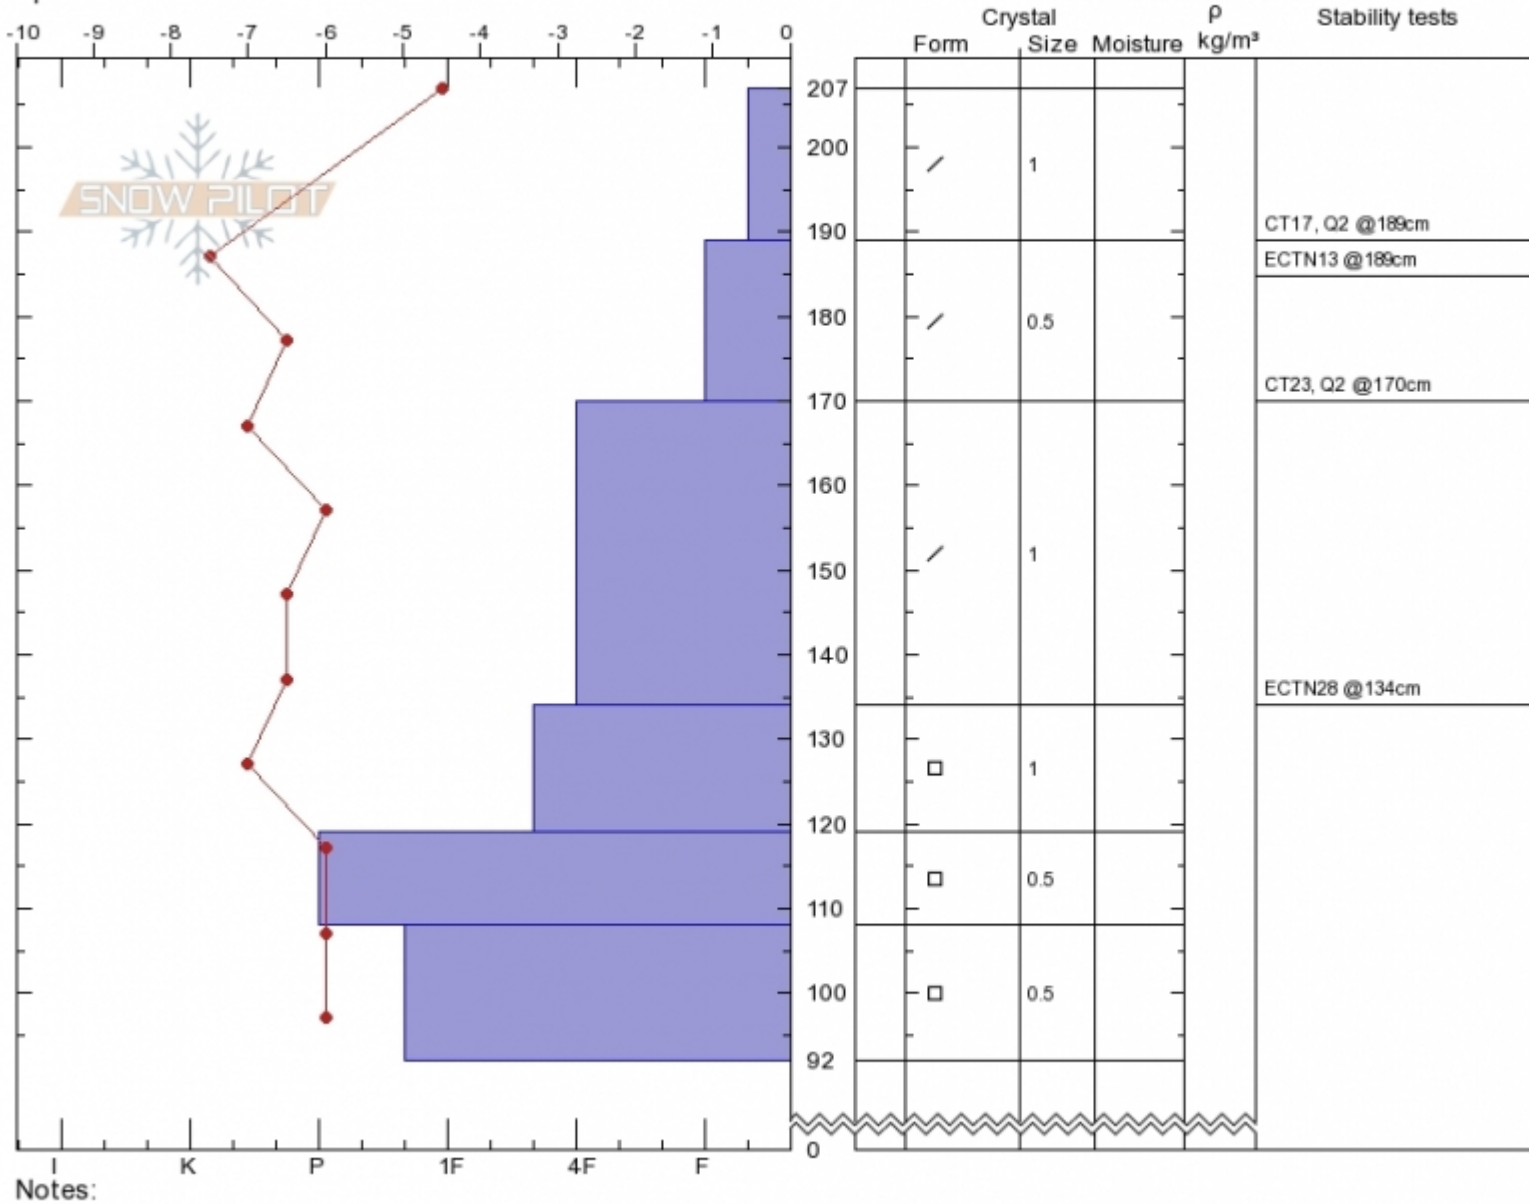 Crystal ρ Stability tests
-10 -9 -8 -7 -6 -5 -4 -3 -2 -1 0 Form Size Moisture kg/m³
207
SNOW PILOT
200
1
190 CT17, Q2 @189cm
ECTN13 @189cm
180 0.5
170 CT23, Q2 @170cm
160
150 1
140
ECTN28 @134cm
130
1
120
0.5
110
100 0.5
92
0
I K P 1F 4F F
Notes: